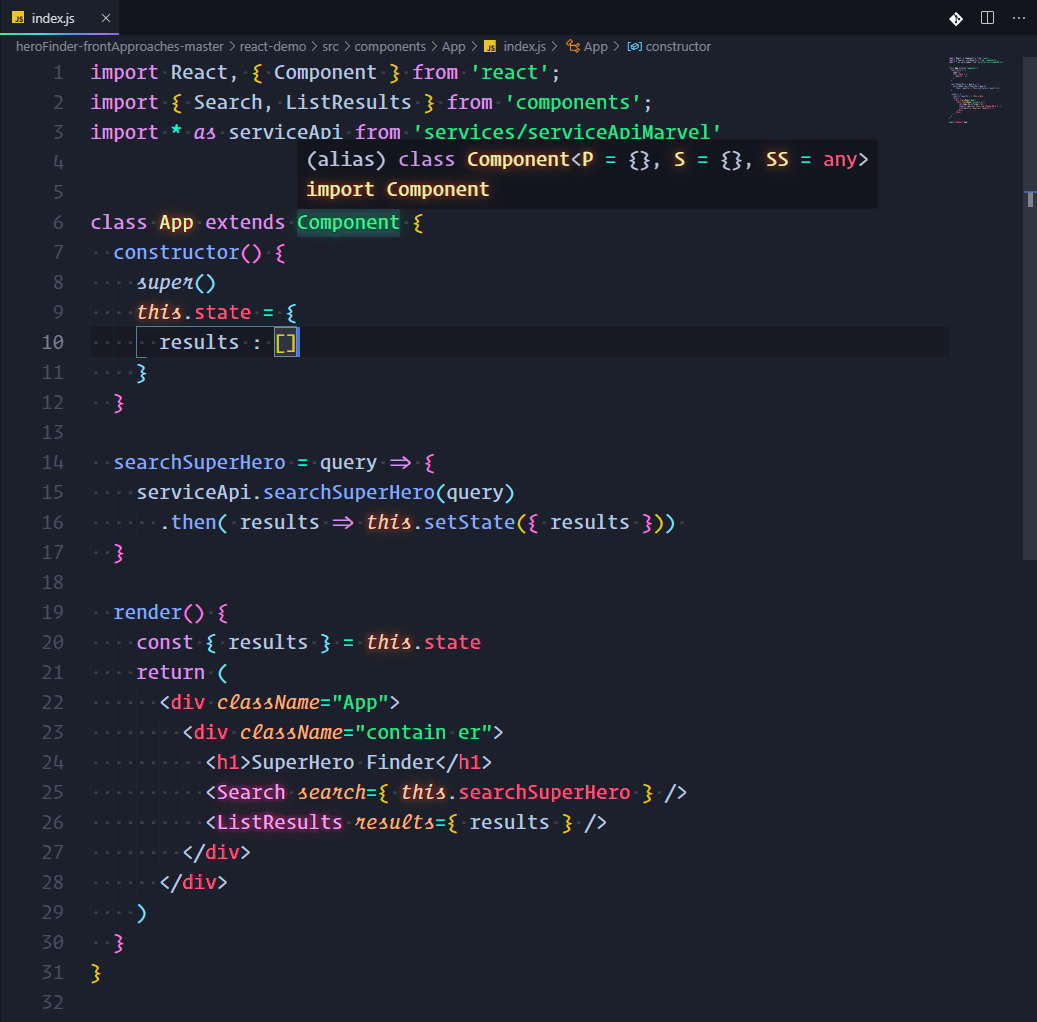 JS index.js ×
heroFinder-frontApproaches-master > react-demo > src > components > App > JS index.js > App > constructor
1 import React, { Component } from 'react';
2 import { Search, ListResults } from 'components';
3 import * as serviceApi from 'services/serviceApiMarvel'
4
(alias) class Component<P = {}, S = {}, SS = any>
5
import Component
6 class App extends Component {
7 constructor() {
8 super()
9 this.state = {
10 results : []
11 }
12 }
13
14 searchSuperHero = query => {
15 serviceApi.searchSuperHero(query)
16 .then( results => this.setState({ results }))
17 }
18
19 render() {
20 const { results } = this.state
21 return (
22 <div className="App">
23 <div className="contain er">
24 <h1>SuperHero Finder</h1>
25 <Search search={ this.searchSuperHero } />
26 <ListResults results={ results } />
27 </div>
28 </div>
29 )
30 }
31 }
32